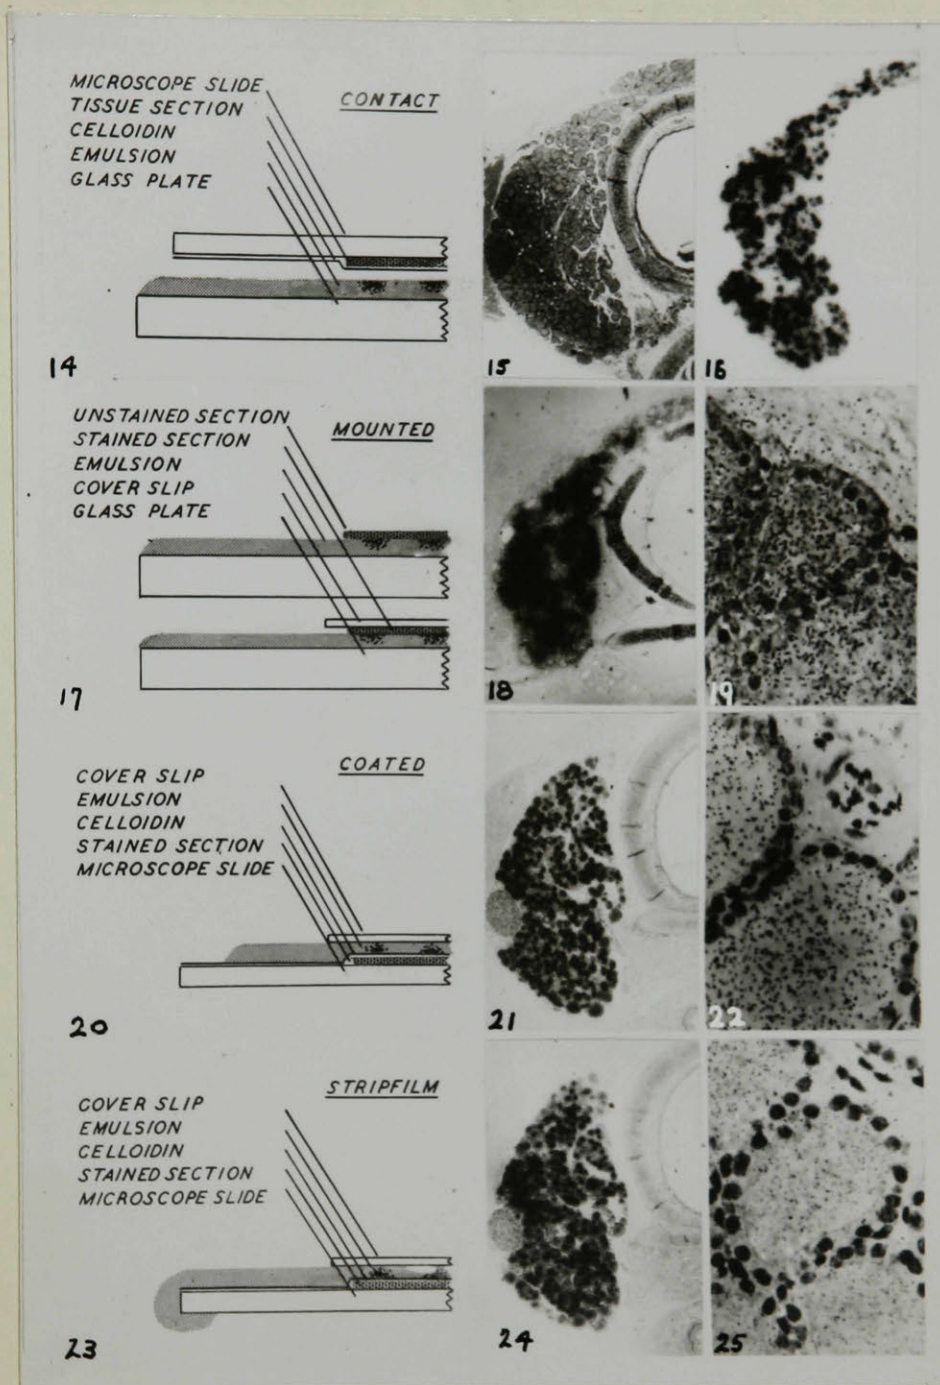 MICROSCOPE SLIDE
TISSUE SECTION
CELLOIDIN
EMULSION
GLASS PLATE
CONTACT
14
15
16
UNSTAINED SECTION
STAINED SECTION
EMULSION
COVER SLIP
GLASS PLATE
MOUNTED
17
18
19
COVER SLIP
EMULSION
CELLOIDIN
STAINED SECTION
MICROSCOPE SLIDE
COATED
20
21
22
COVER SLIP
EMULSION
CELLOIDIN
STAINED SECTION
MICROSCOPE SLIDE
STRIPFILM
23
24
25